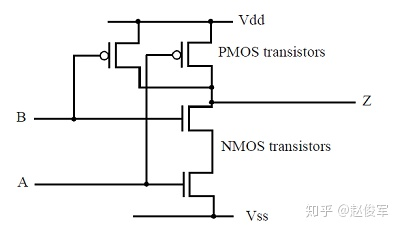 Vdd
PMOS transistors
Z
B
NMOS transistors
A
Vss
知乎 @赵俊军